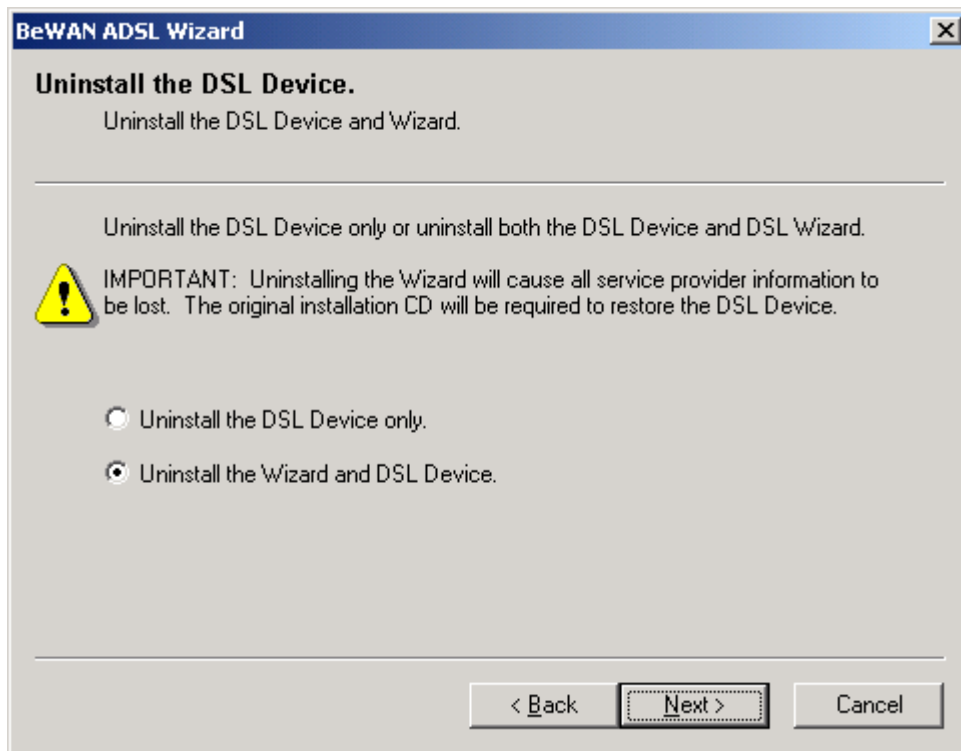 BeWAN ADSL Wizard
Uninstall the DSL Device.
Uninstall the DSL Device and Wizard.
Uninstall the DSL Device only or uninstall both the DSL Device and DSL Wizard.
IMPORTANT:  Uninstalling the Wizard will cause all service provider information to
be lost.  The original installation CD will be required to restore the DSL Device.
Uninstall the DSL Device only.
Uninstall the Wizard and DSL Device.
< Back
Next >
Cancel